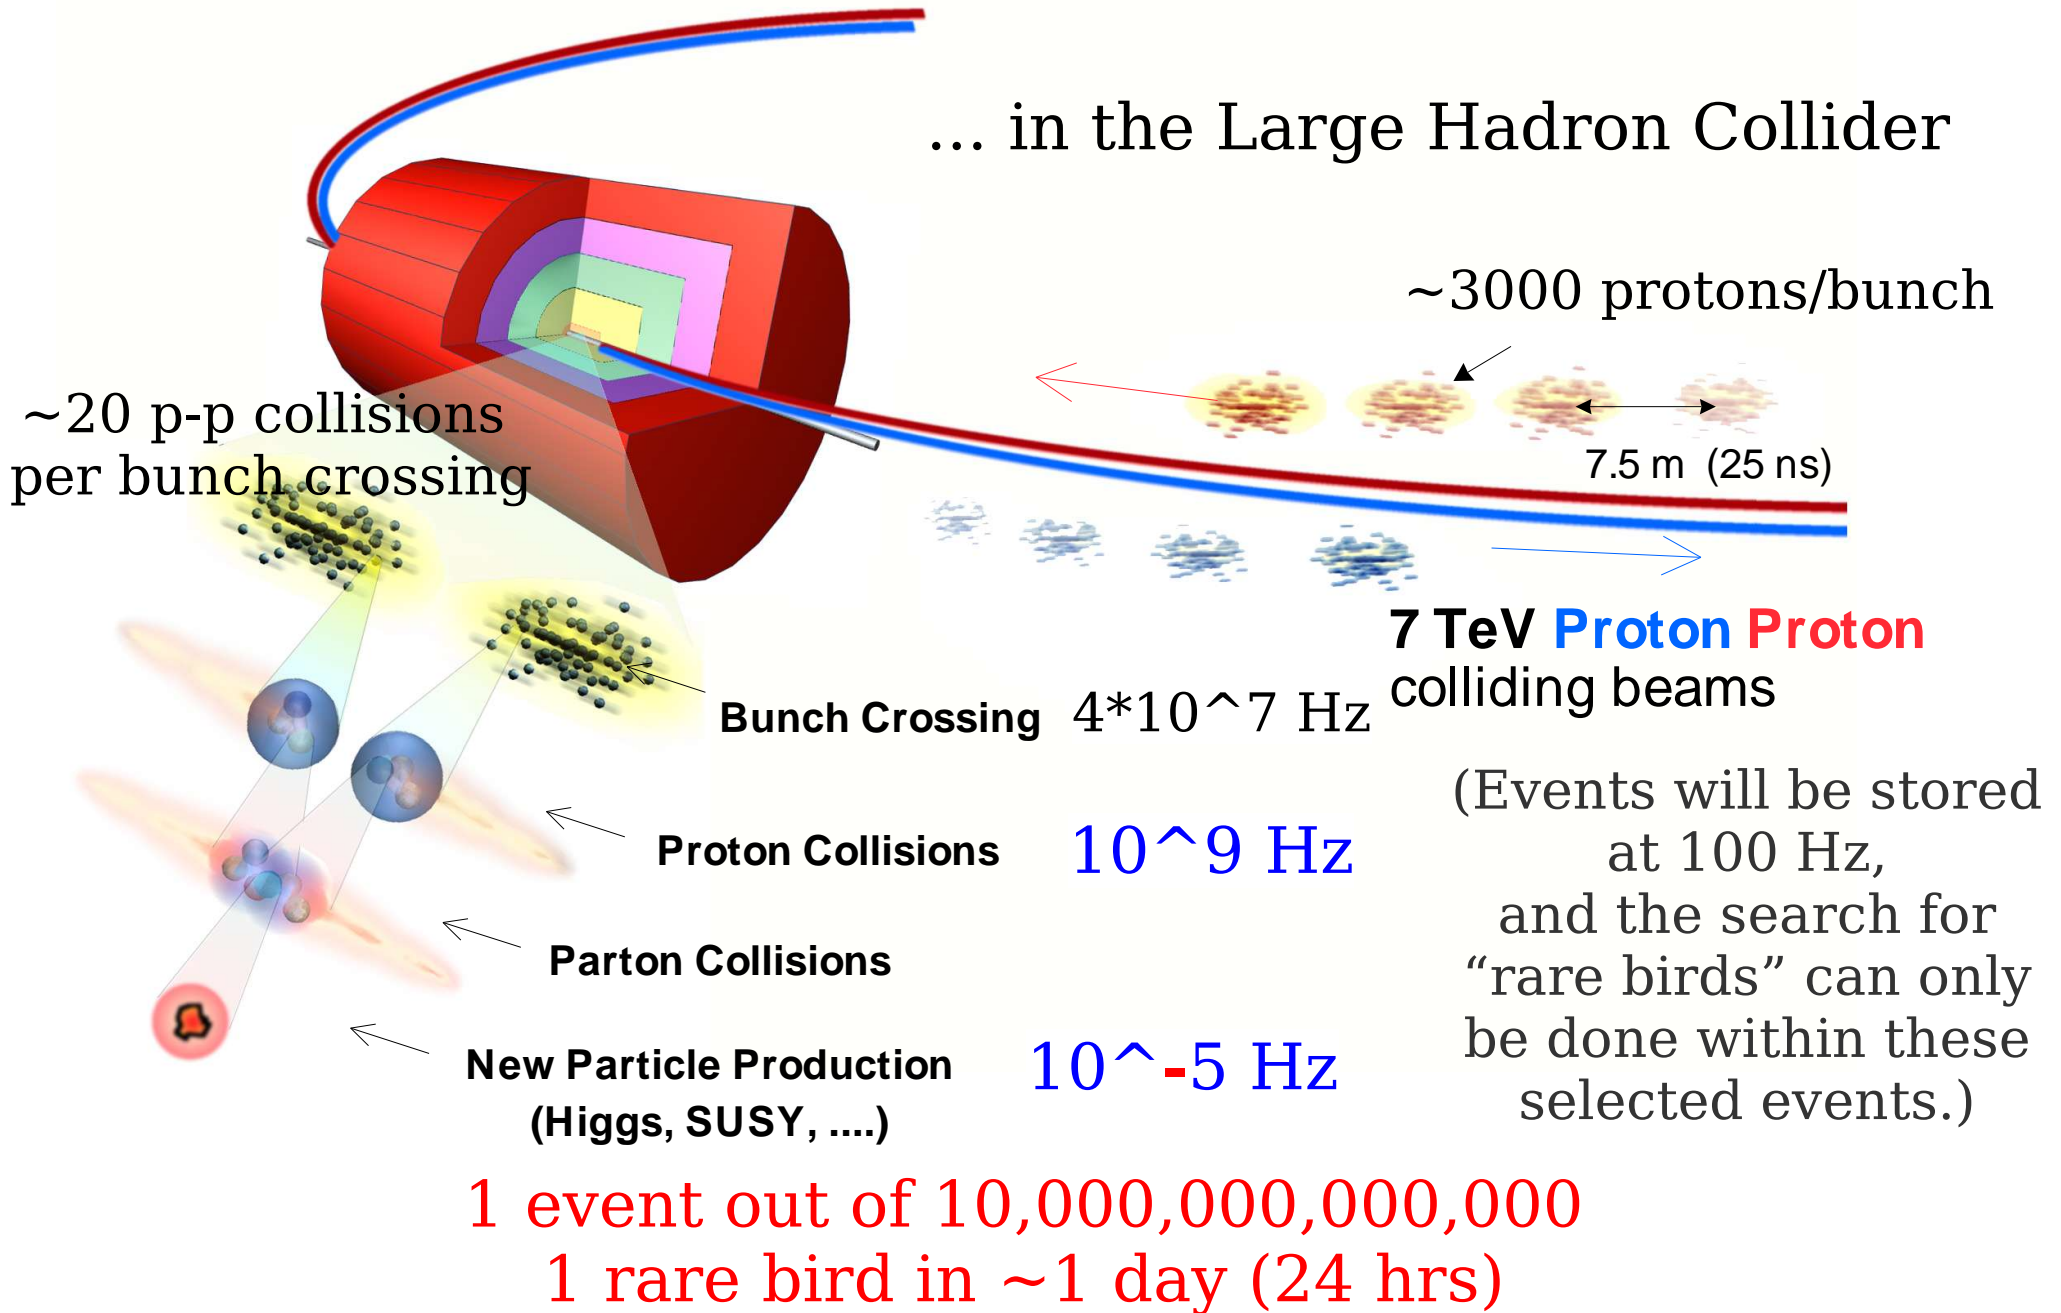 ... in the Large Hadron Collider
~3000 protons/bunch
~20 p-p collisions
per bunch crossing
7.5 m (25 ns)
7 TeV Proton Proton
colliding beams
Bunch Crossing 4*10^7 Hz
Proton Collisions 10^9 Hz
Parton Collisions
New Particle Production 10^-5 Hz
(Higgs, SUSY, ....)
(Events will be stored
at 100 Hz,
and the search for
“rare birds” can only
be done within these
selected events.)
1 event out of 10,000,000,000,000
1 rare bird in ~1 day (24 hrs)